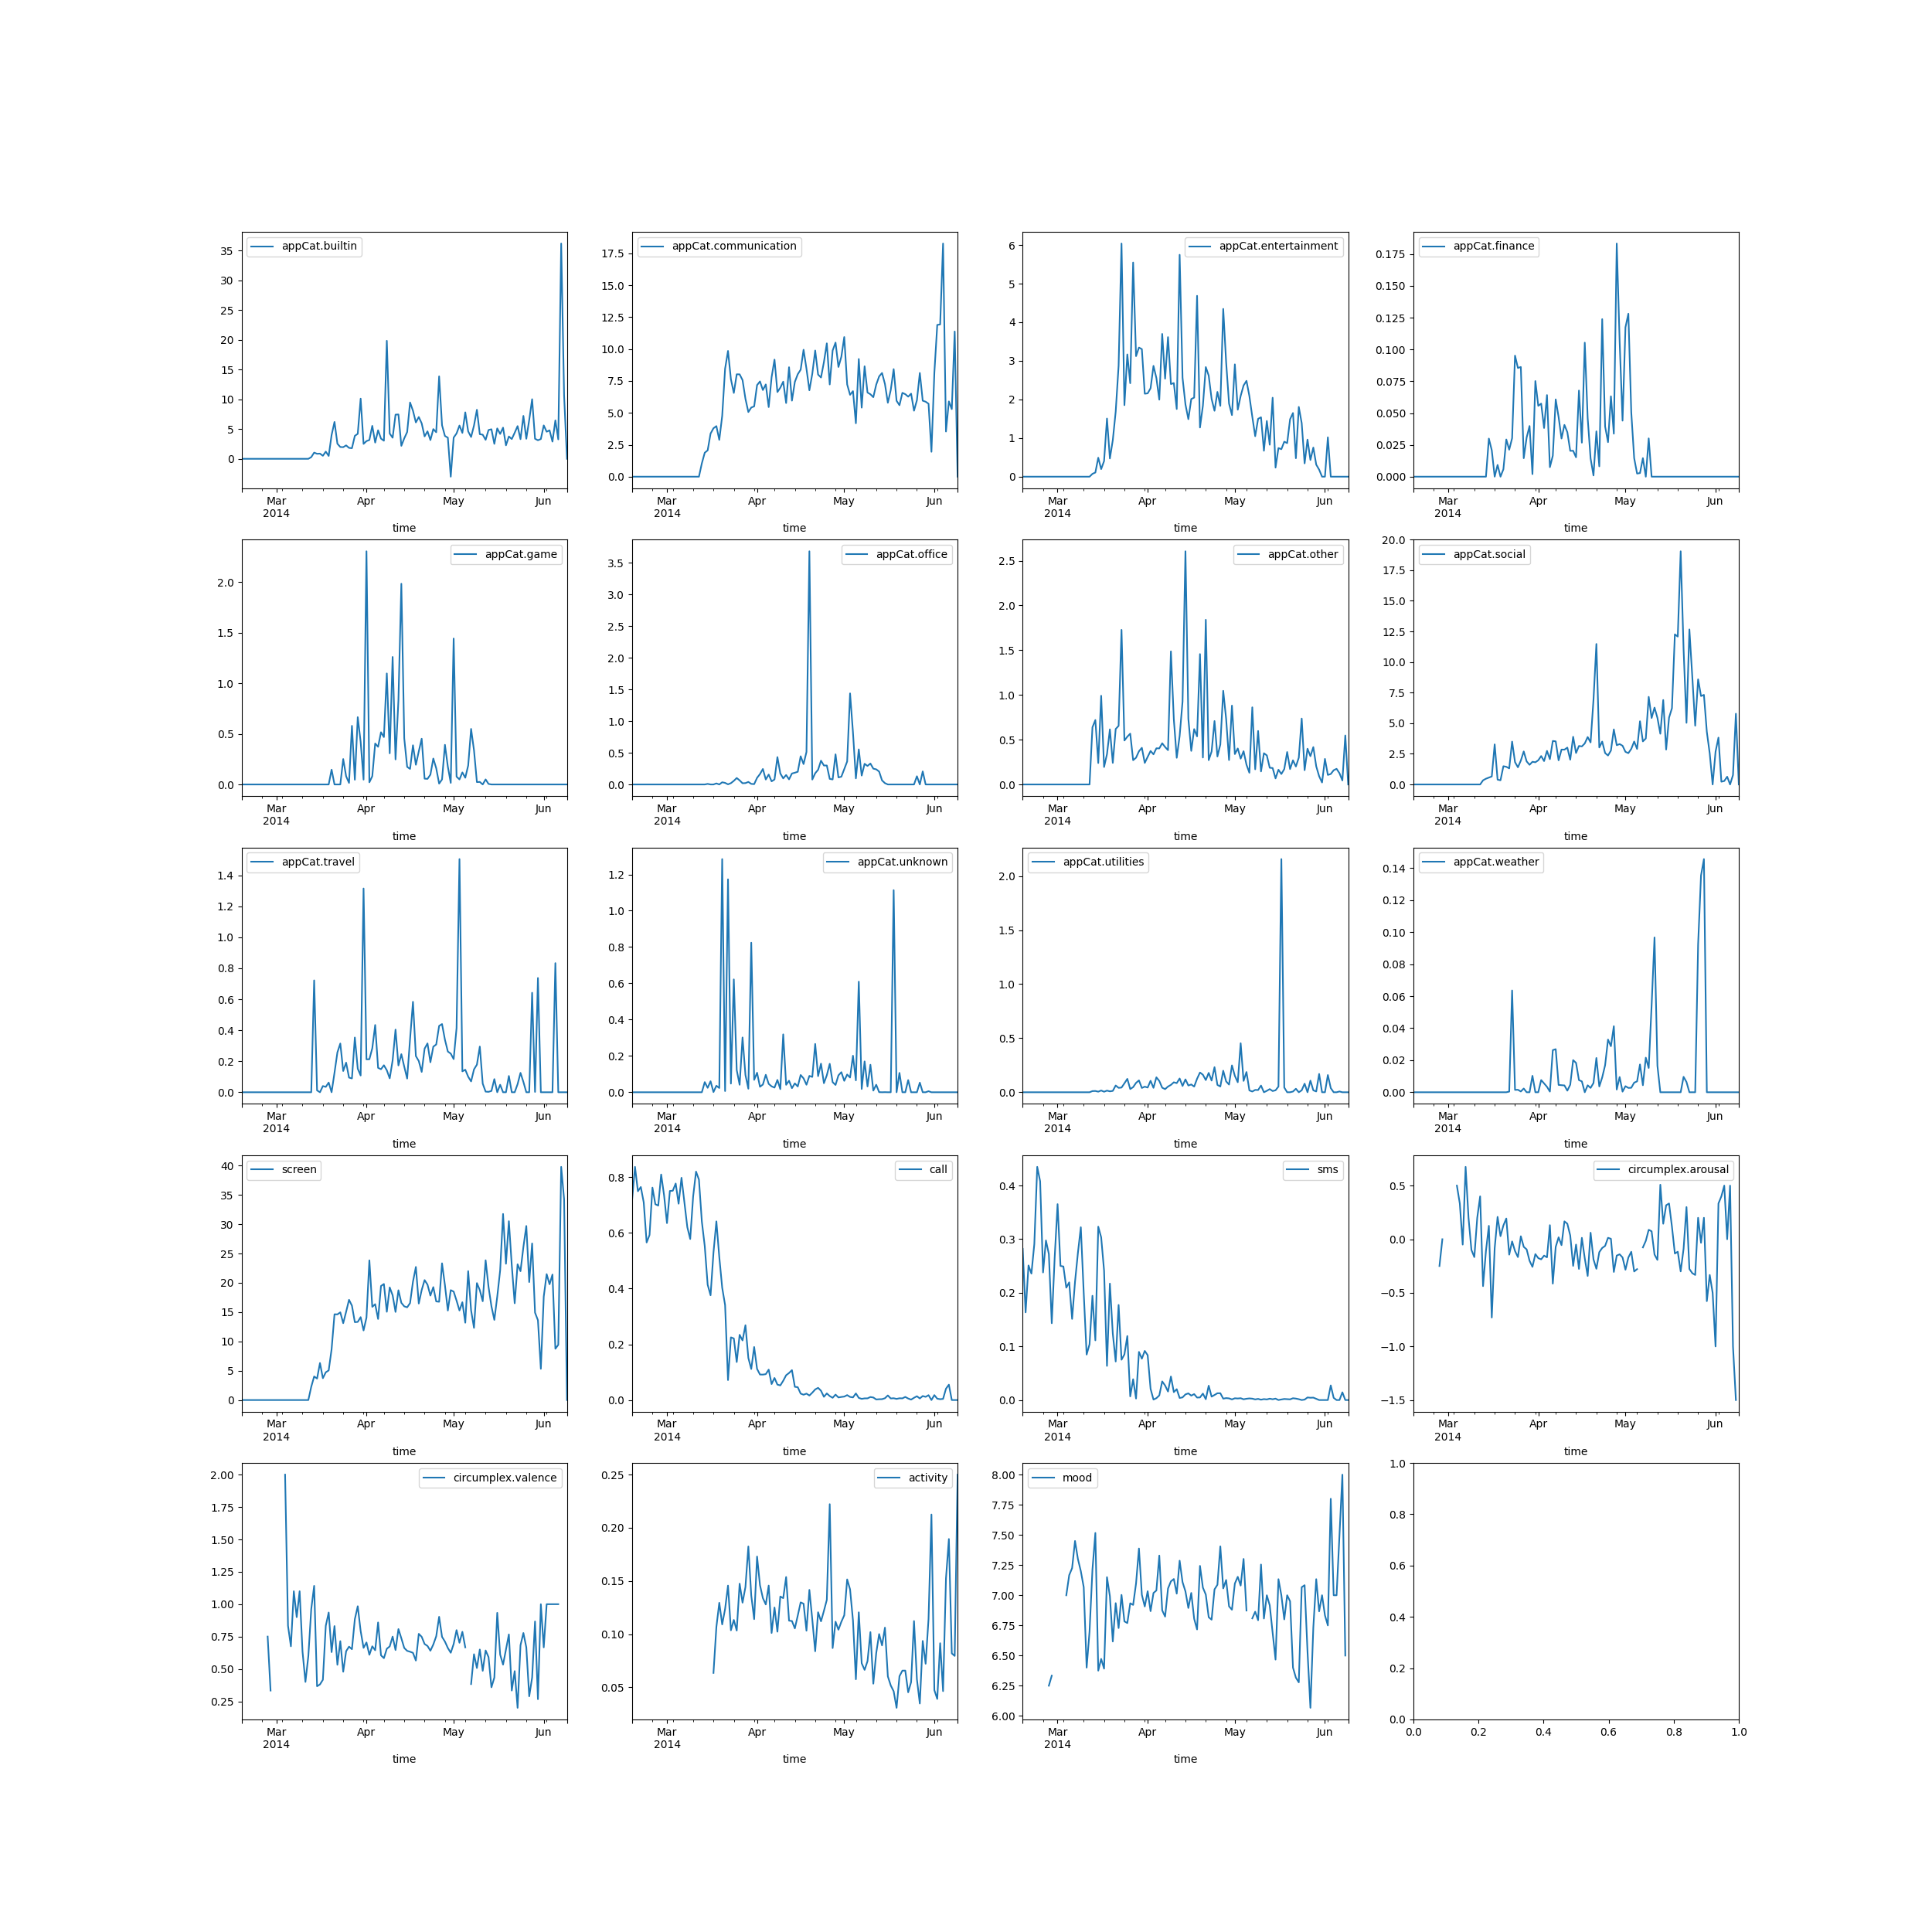 appCat.builtin
35
30
25
20
15
10
5
0
Mar Apr May Jun
2014
time
appCat.communication
17.5
15.0
12.5
10.0
7.5
5.0
2.5
0.0
Mar Apr May Jun
2014
time
appCat.entertainment
6
5
4
3
2
1
0
Mar Apr May Jun
2014
time
appCat.finance
0.175
0.150
0.125
0.100
0.075
0.050
0.025
0.000
Mar Apr May Jun
2014
time
appCat.game
2.0
1.5
1.0
0.5
0.0
Mar Apr May Jun
2014
time
appCat.office
3.5
3.0
2.5
2.0
1.5
1.0
0.5
0.0
Mar Apr May Jun
2014
time
appCat.other
2.5
2.0
1.5
1.0
0.5
0.0
Mar Apr May Jun
2014
time
appCat.social
20.0
17.5
15.0
12.5
10.0
7.5
5.0
2.5
0.0
Mar Apr May Jun
2014
time
appCat.travel
1.4
1.2
1.0
0.8
0.6
0.4
0.2
0.0
Mar Apr May Jun
2014
time
appCat.unknown
1.2
1.0
0.8
0.6
0.4
0.2
0.0
Mar Apr May Jun
2014
time
appCat.utilities
2.0
1.5
1.0
0.5
0.0
Mar Apr May Jun
2014
time
appCat.weather
0.14
0.12
0.10
0.08
0.06
0.04
0.02
0.00
Mar Apr May Jun
2014
time
screen
40
35
30
25
20
15
10
5
0
Mar Apr May Jun
2014
time
call
0.8
0.6
0.4
0.2
0.0
Mar Apr May Jun
2014
time
sms
0.4
0.3
0.2
0.1
0.0
Mar Apr May Jun
2014
time
circumplex.arousal
0.5
0.0
−0.5
−1.0
−1.5
Mar Apr May Jun
2014
time
circumplex.valence
2.00
1.75
1.50
1.25
1.00
0.75
0.50
0.25
Mar Apr May Jun
2014
time
activity
0.25
0.20
0.15
0.10
0.05
Mar Apr May Jun
2014
time
mood
8.00
7.75
7.50
7.25
7.00
6.75
6.50
6.25
6.00
Mar Apr May Jun
2014
time
1.0
0.8
0.6
0.4
0.2
0.0
0.0 0.2 0.4 0.6 0.8 1.0